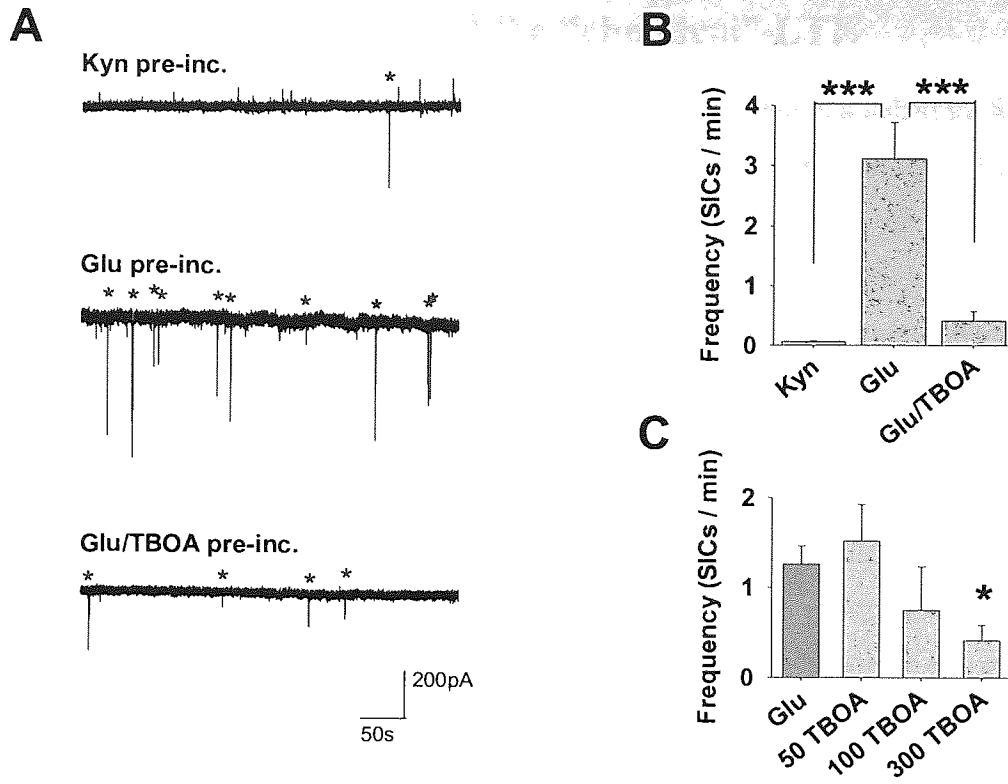 A
Kyn pre-inc.
*
Glu pre-inc.
* * * * * * * * * *
Glu/TBOA pre-inc.
* * * *
200pA
50s
B
*** ***
Frequency (SICs / min)
4
3
2
1
0
Kyn
Glu
Glu/TBOA
C
Frequency (SICs / min)
2
1
0
*
Glu
50 TBOA
100 TBOA
300 TBOA